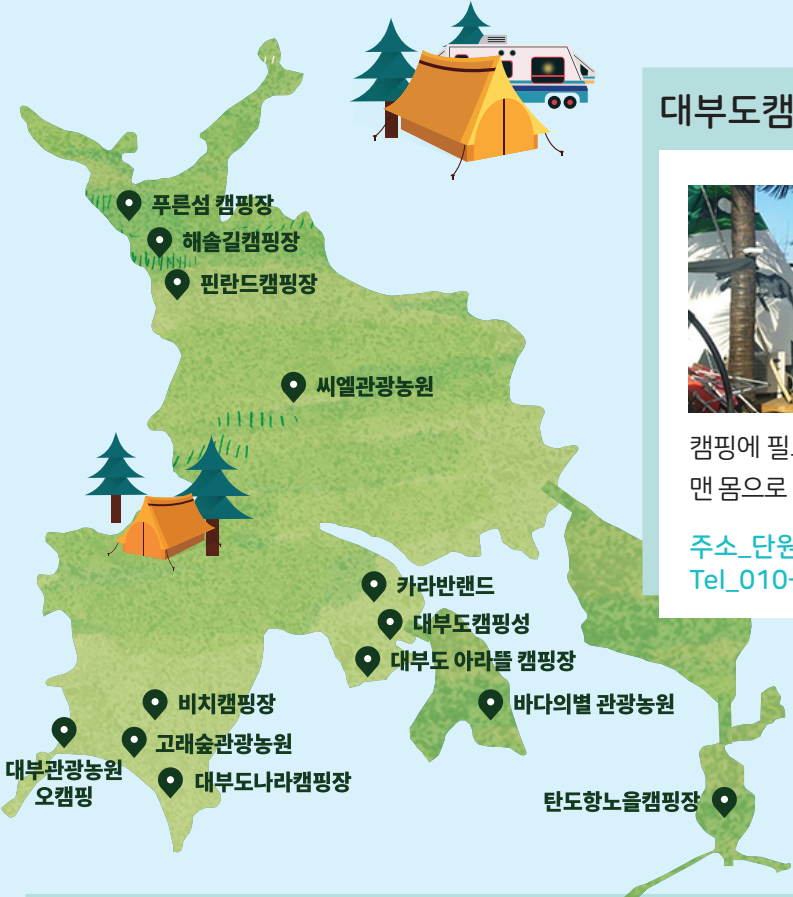 푸른섬 캠핑장
해솔길캠핑장
핀란드캠핑장
씨엘관광농원
카라반랜드
대부도캠핑성
대부도 아라뜰 캠핑장
비치캠핑장
바다의별 관광농원
고래숲관광농원
대부관광농원
오캠핑
대부도나라캠핑장
탄도항노을캠핑장
대부도캠
캠핑에 필
맨 몸으로
주소_단원
Tel_010-